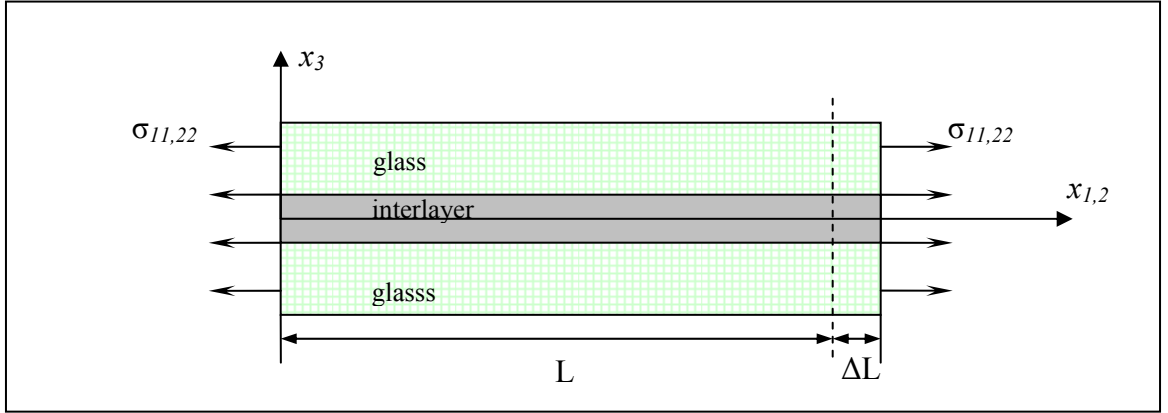 x3
σ11,22
σ11,22
glass
x1,2
interlayer
glasss
L
ΔL